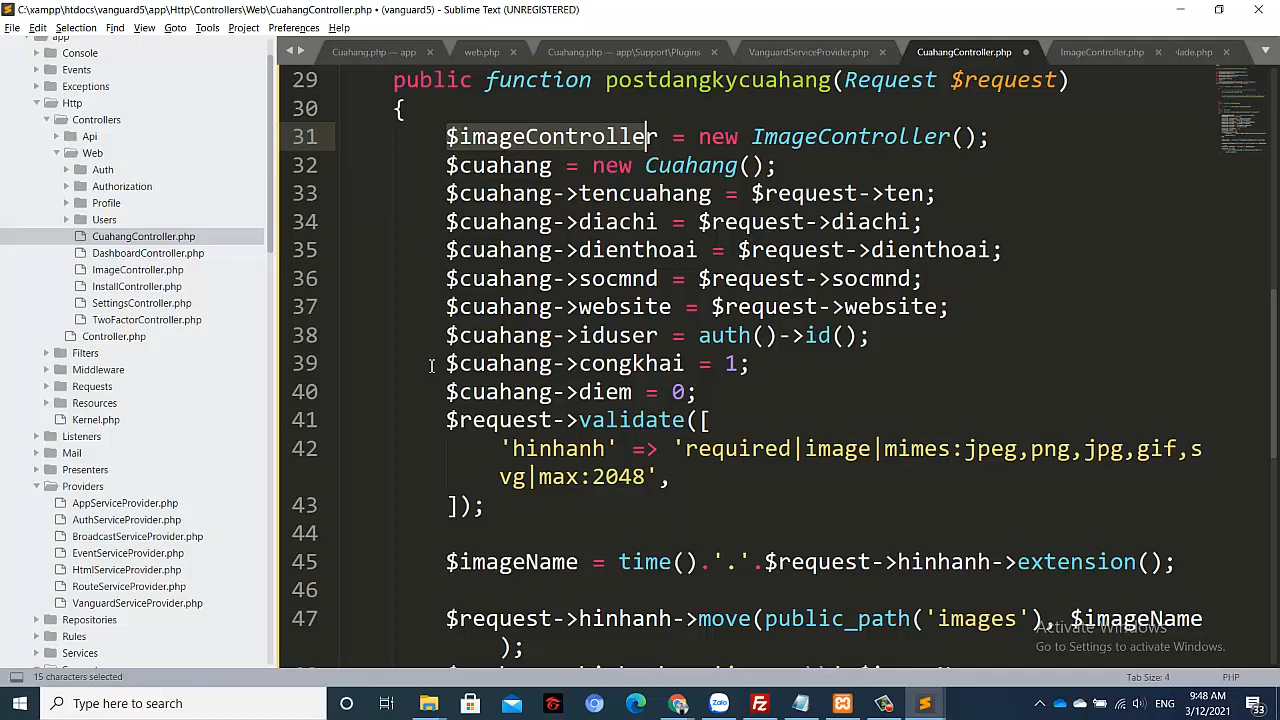 C:\xampp\htdocs\vanguard5\app\Http\Controllers\Web\CuahangController.php • (vanguard5) - Sublime Text (UNREGISTERED)
File Edit Selection Find View Goto Tools Project Preferences Help
Cuahang.php — app
web.php
Cuahang.php — app\Support\Plugins
VanguardServiceProvider.php
CuahangController.php
ImageController.php
lade.php
app
Console
Events
Exceptions
Http
Controllers
Api
Web
Auth
Authorization
Profile
Users
CuahangController.php
DashboardController.php
ImageController.php
InstallController.php
SettingsController.php
TwoFactorController.php
Controller.php
Filters
Middleware
Requests
Resources
Kernel.php
Listeners
Mail
Presenters
Providers
AppServiceProvider.php
AuthServiceProvider.php
BroadcastServiceProvider.php
EventServiceProvider.php
HtmlServiceProvider.php
RouteServiceProvider.php
VanguardServiceProvider.php
Repositories
Rules
Services
29 public function postdangkycuahang(Request $request)
30 {
31 $imageController = new ImageController();
32 $cuahang = new Cuahang();
33 $cuahang->tencuahang = $request->ten;
34 $cuahang->diachi = $request->diachi;
35 $cuahang->dienthoai = $request->dienthoai;
36 $cuahang->socmnd = $request->socmnd;
37 $cuahang->website = $request->website;
38 $cuahang->iduser = auth()->id();
39 $cuahang->congkhai = 1;
40 $cuahang->diem = 0;
41 $request->validate([
42 'hinhanh' => 'required|image|mimes:jpeg,png,jpg,gif,s
vg|max:2048',
43 ]);
44
45 $imageName = time().'.'.$request->hinhanh->extension();
46
47 $request->hinhanh->move(public_path('images'), $imageName
);
Activate Windows
Go to Settings to activate Windows.
15 characters selected
Tab Size: 4
PHP
Type here to search
Zalo
9:48 AM
3/12/2021
33